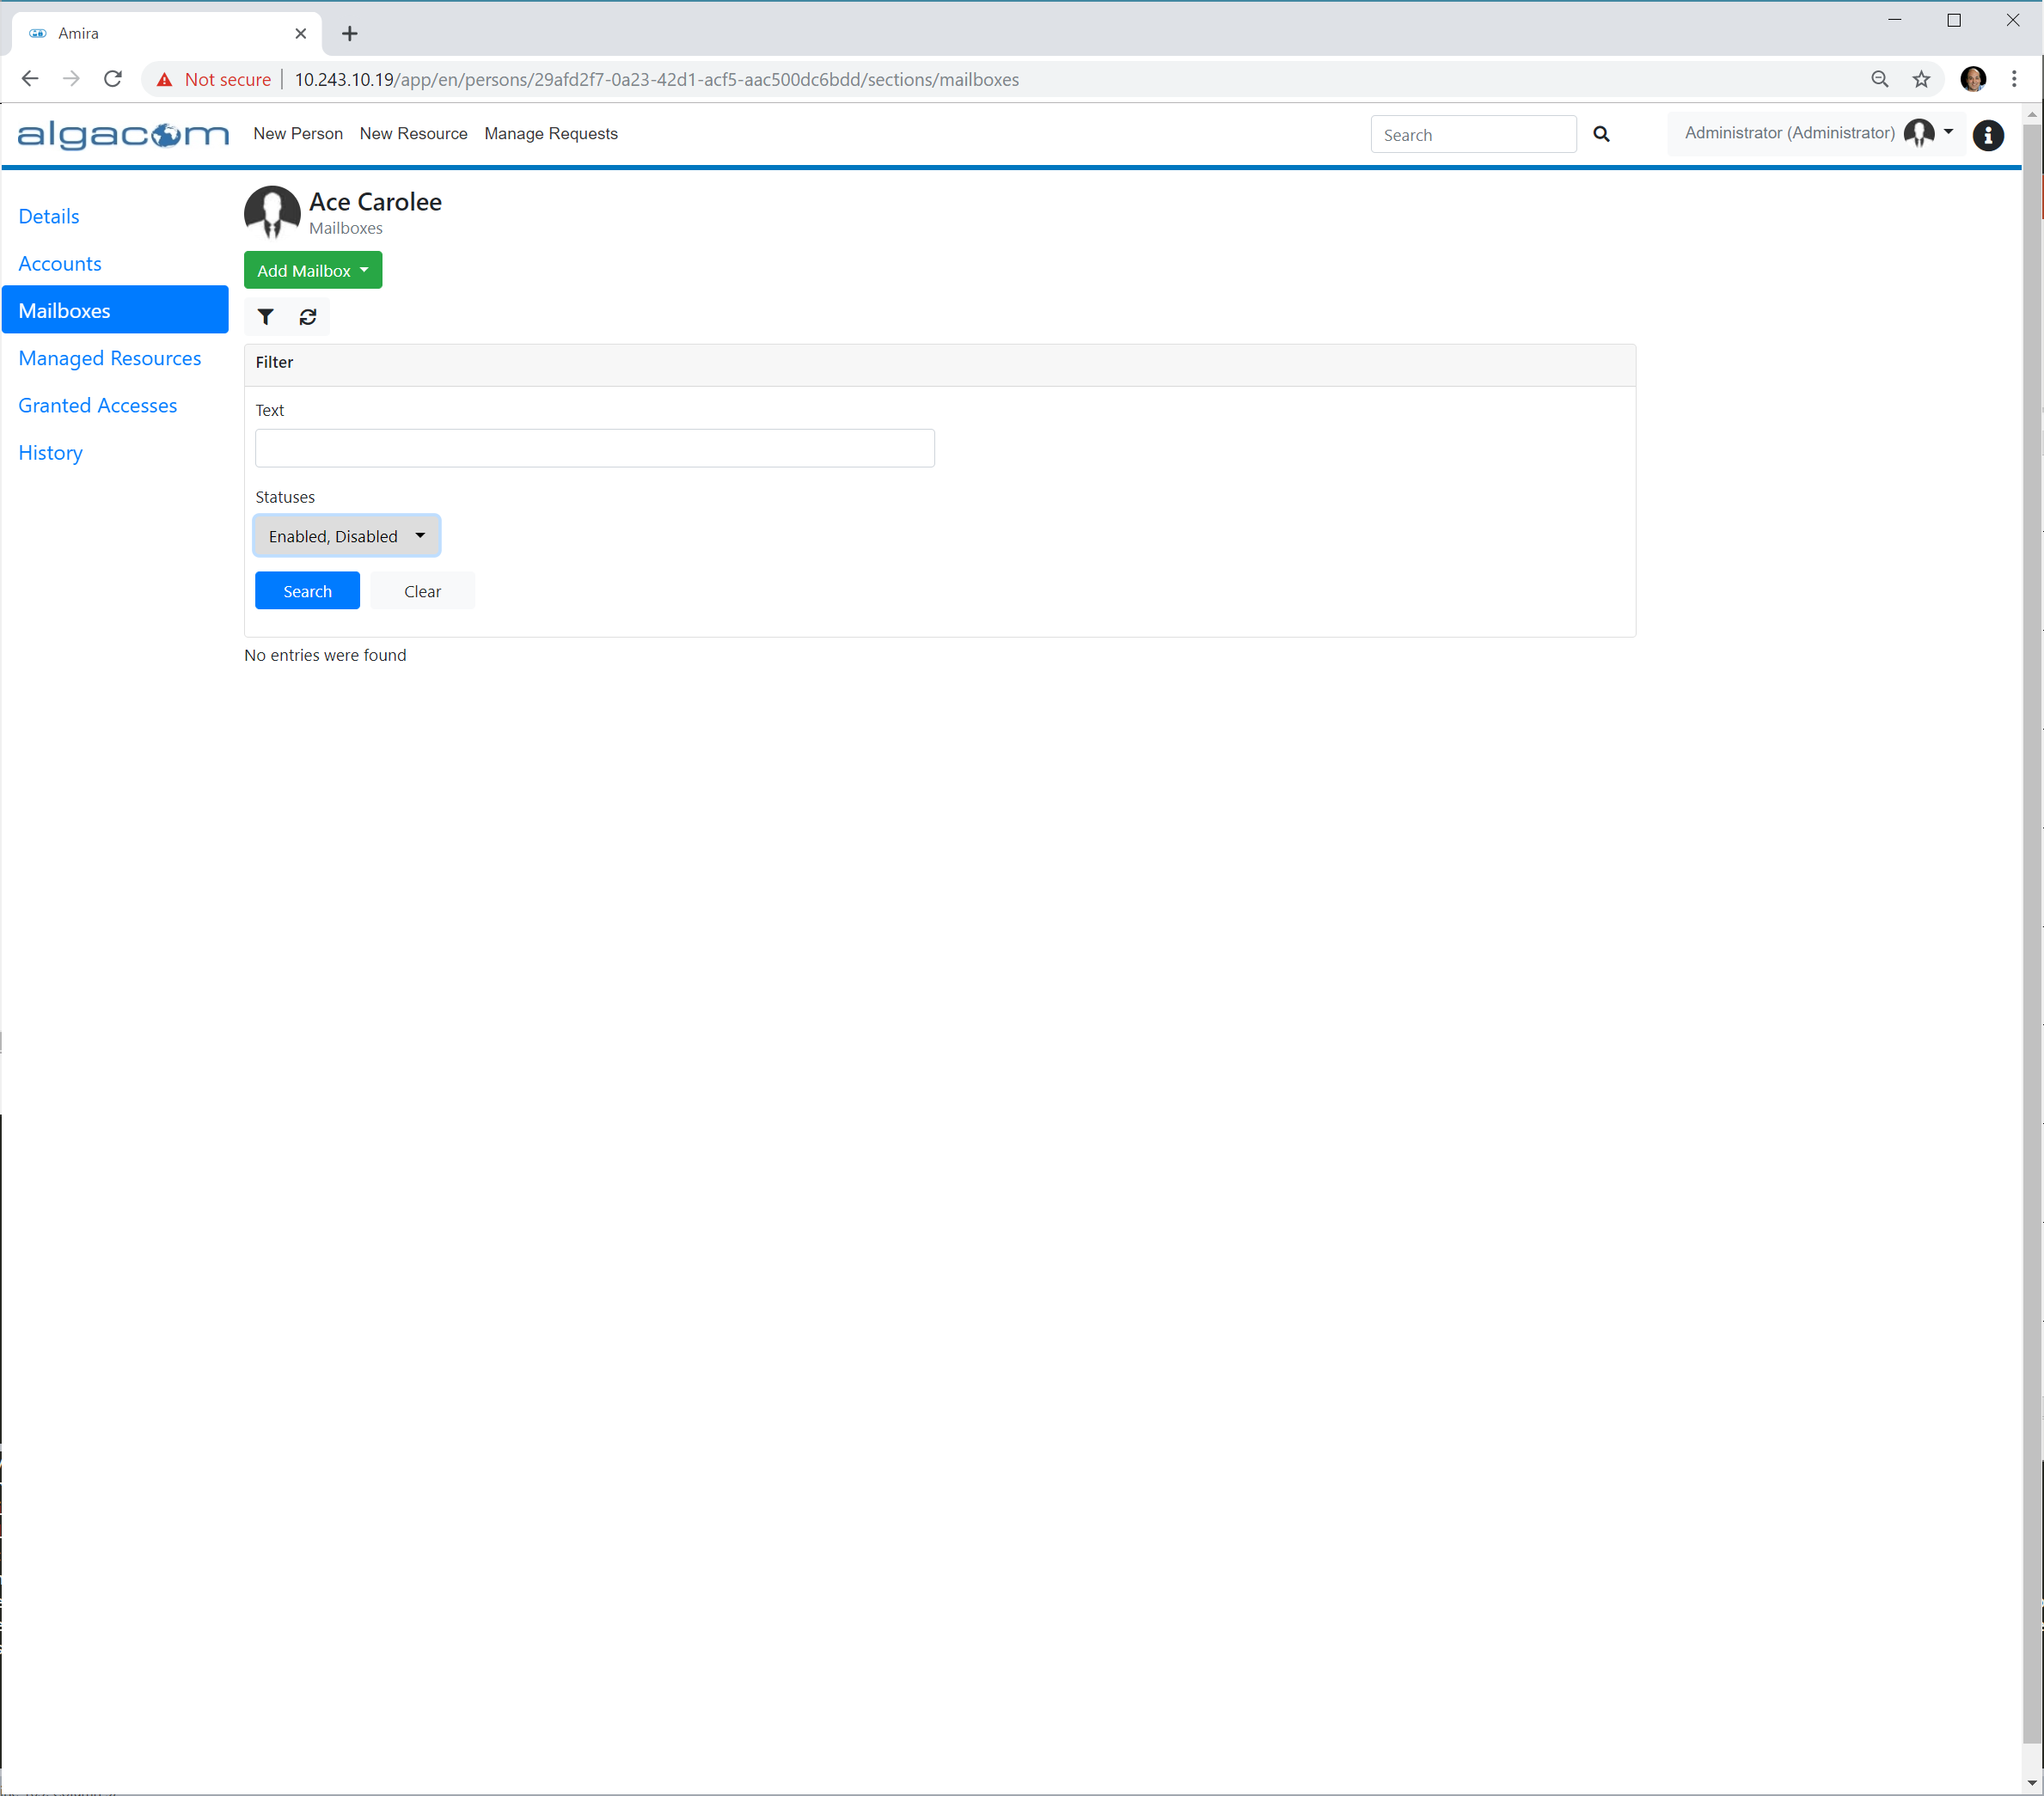 Amira
Not secure 10.243.10.19/app/en/persons/29afd2f7-0a23-42d1-acf5-aac500dc6bdd/sections/mailboxes
algacom New Person New Resource Manage Requests Search Administrator (Administrator)
Ace Carolee
Mailboxes
Details
Accounts
Mailboxes
Managed Resources
Granted Accesses
History
Add Mailbox
Filter
Text
Statuses
Enabled, Disabled
Search Clear
No entries were found